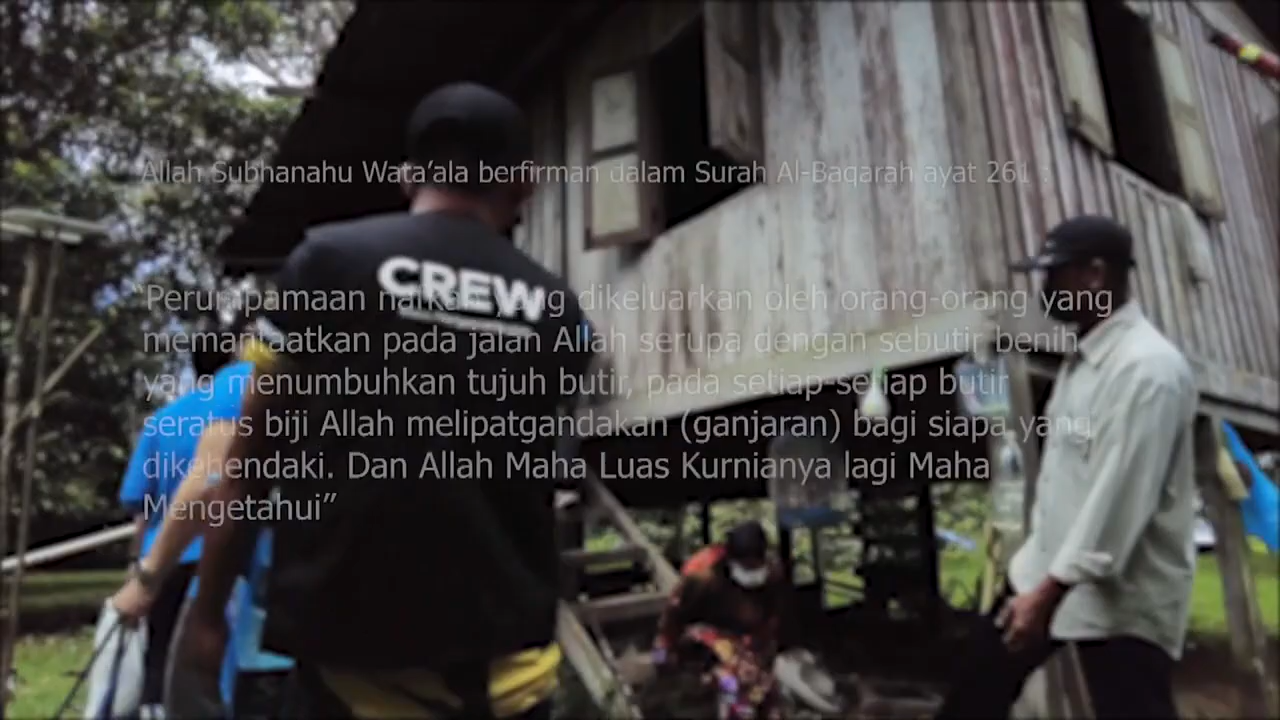 Allah Subhanahu Wata’ala berfirman dalam Surah Al-Baqarah ayat 261 :
CREW
“Perumpamaan nafkah yang dikeluarkan oleh orang-orang yang
memanfaatkan pada jalan Allah serupa dengan sebutir benih
yang menumbuhkan tujuh butir, pada setiap-setiap butir
seratus biji Allah melipatgandakan (ganjaran) bagi siapa yang
dikehendaki. Dan Allah Maha Luas Kurnianya lagi Maha
Mengetahui”